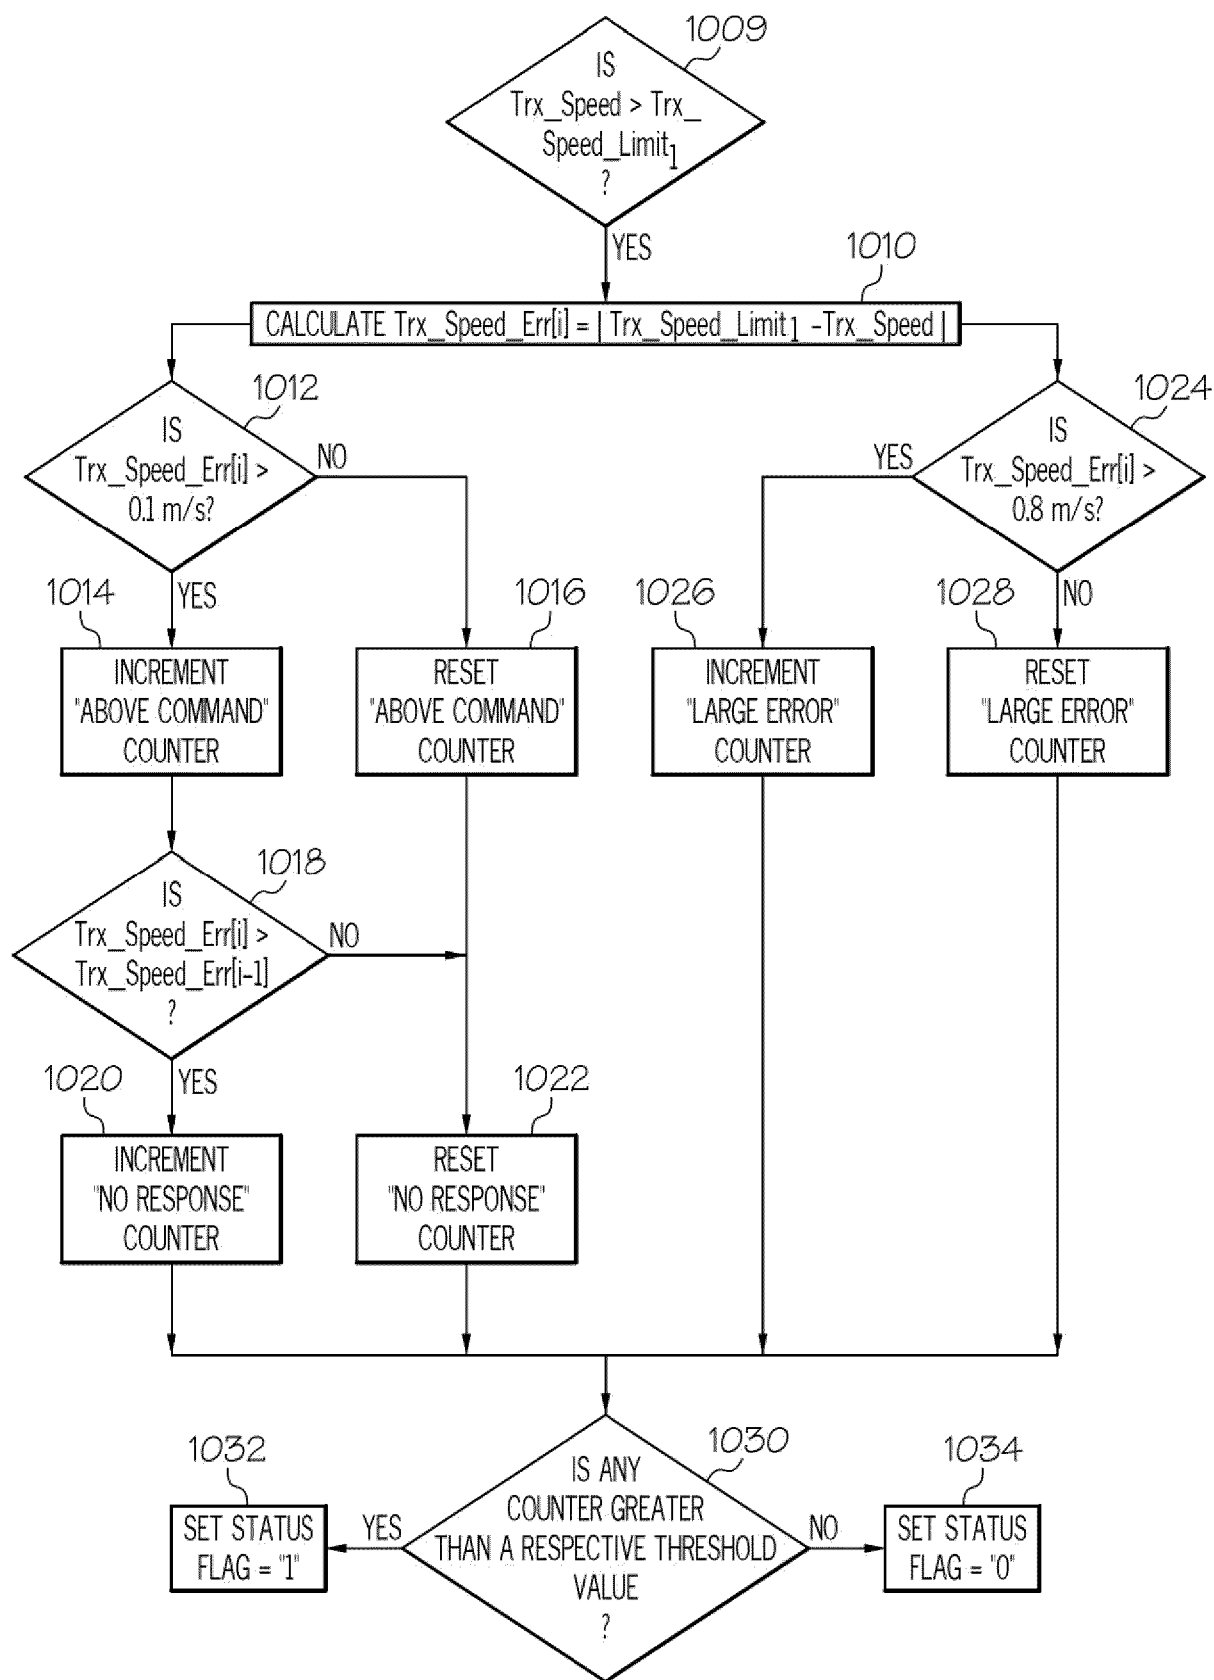 1009
IS
Trx_Speed > Trx_
Speed_Limit1
?
YES
1010
CALCULATE Trx_Speed_Err[i] = | Trx_Speed_Limit1 -Trx_Speed |
1012
IS
Trx_Speed_Err[i] >
0.1 m/s?
NO
YES
1024
IS
Trx_Speed_Err[i] >
0.8 m/s?
YES
NO
1014
INCREMENT
"ABOVE COMMAND"
COUNTER
1016
RESET
"ABOVE COMMAND"
COUNTER
1026
INCREMENT
"LARGE ERROR"
COUNTER
1028
RESET
"LARGE ERROR"
COUNTER
1018
IS
Trx_Speed_Err[i] >
Trx_Speed_Err[i-1]
?
NO
YES
1020
INCREMENT
"NO RESPONSE"
COUNTER
1022
RESET
"NO RESPONSE"
COUNTER
1030
IS ANY
COUNTER GREATER
THAN A RESPECTIVE THRESHOLD
VALUE
?
YES
NO
1032
SET STATUS
FLAG = "1"
1034
SET STATUS
FLAG = "0"